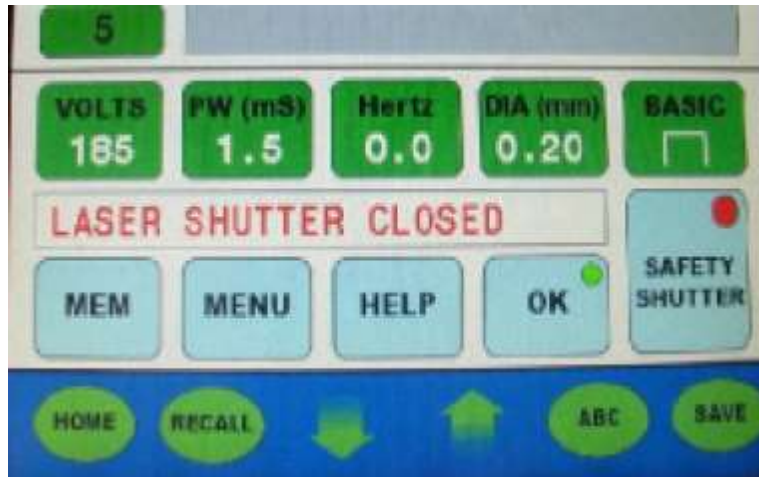 5
VOLTS PW (mS) Hertz DIA (mm) BASIC
185 1.5 0.0 0.20
LASER SHUTTER CLOSED
SAFETY
SHUTTER
MEM MENU HELP OK
HOME RECALL ABC SAVE